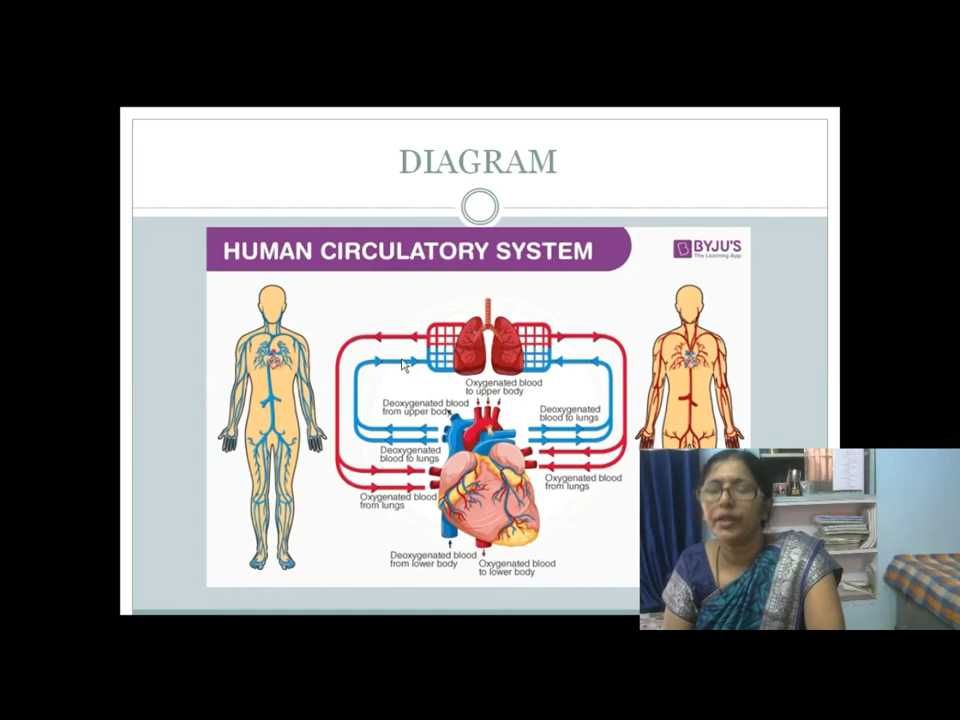 DIAGRAM
HUMAN CIRCULATORY SYSTEM
BYJU'S
The Learning App
Oxygenated blood
to upper body
Deoxygenated blood
from upper body
Deoxygenated blood
to lungs
Deoxygenated
blood to lungs
Oxygenated blood
from lungs
Oxygenated blood
from lungs
Deoxygenated blood
from lower body
Oxygenated blood
to lower body